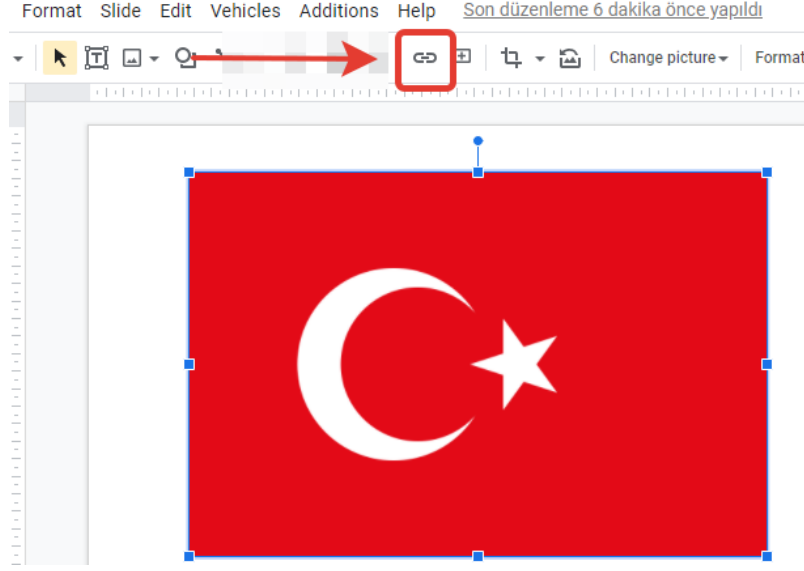 Format Slide Edit Vehicles Additions Help Son düzenleme 6 dakika önce yapıldı
Change picture Format